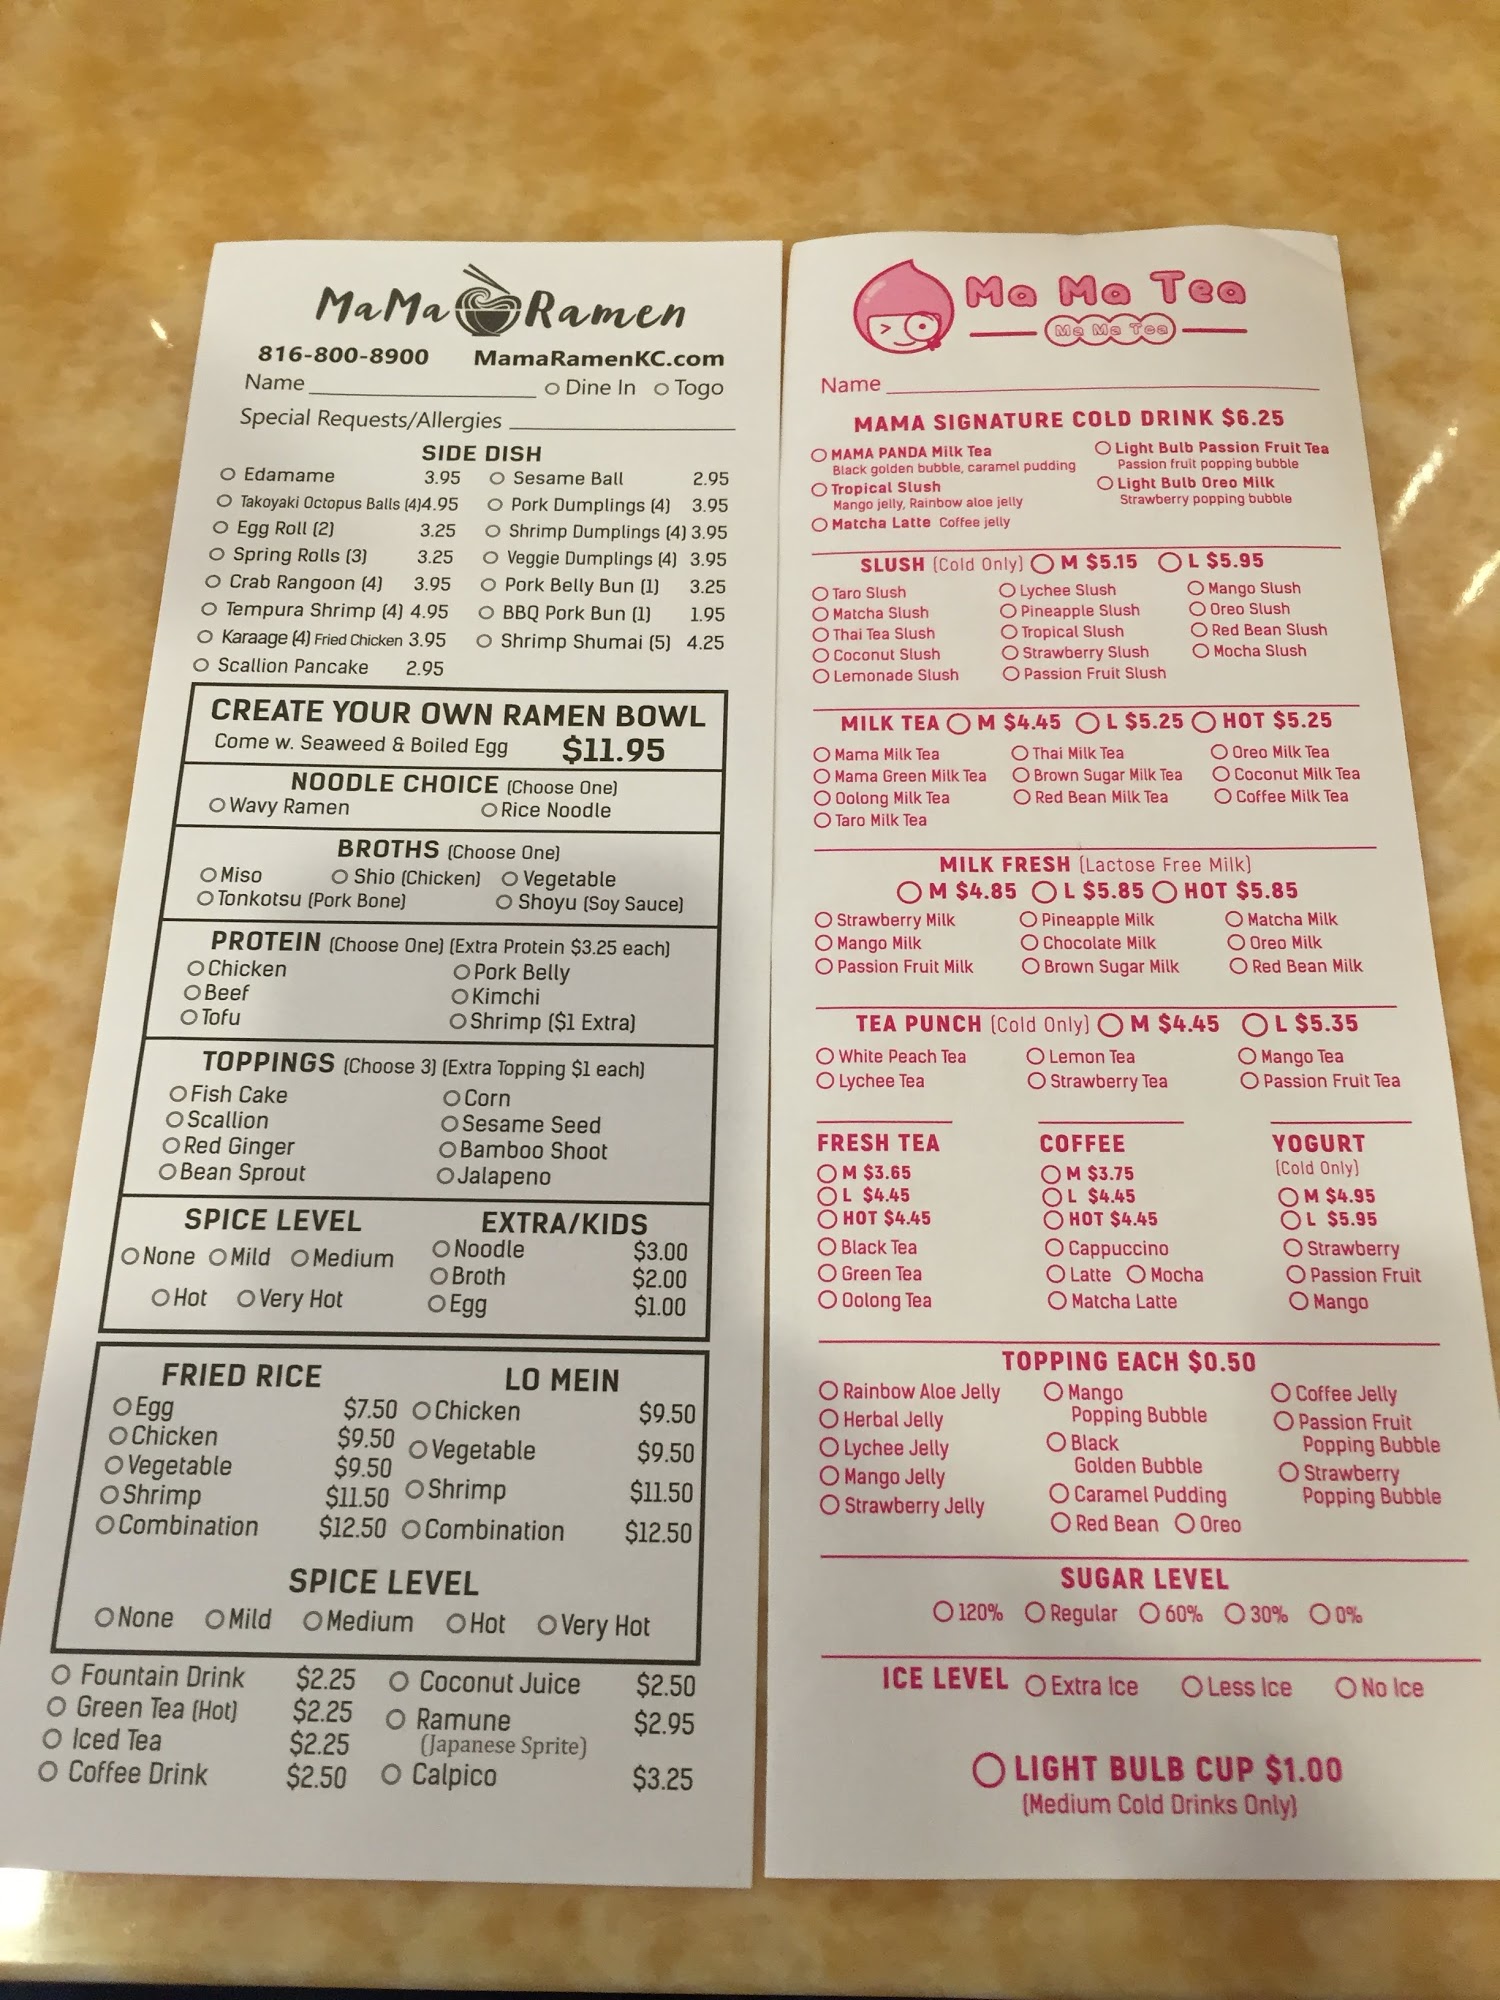 MaMa Ramen
816-800-8900 MamaRamenKC.com
Name Dine In Togo
Special Requests/Allergies
SIDE DISH
Edamame 3.95 Sesame Ball 2.95
Takoyaki Octopus Balls (4) 4.95 Pork Dumplings (4) 3.95
Egg Roll (2) 3.25 Shrimp Dumplings (4) 3.95
Spring Rolls (3) 3.25 Veggie Dumplings (4) 3.95
Crab Rangoon (4) 3.95 Pork Belly Bun (1) 3.25
Tempura Shrimp (4) 4.95 BBQ Pork Bun (1) 1.95
Karaage (4) Fried Chicken 3.95 Shrimp Shumai (5) 4.25
Scallion Pancake 2.95
CREATE YOUR OWN RAMEN BOWL
Come w. Seaweed & Boiled Egg $11.95
NOODLE CHOICE (Choose One)
Wavy Ramen Rice Noodle
BROTHS (Choose One)
Miso Shio (Chicken) Vegetable
Tonkotsu (Pork Bone) Shoyu (Soy Sauce)
PROTEIN (Choose One) (Extra Protein $3.25 each)
Chicken Pork Belly
Beef Kimchi
Tofu Shrimp ($1 Extra)
TOPPINGS (Choose 3) (Extra Topping $1 each)
Fish Cake Corn
Scallion Sesame Seed
Red Ginger Bamboo Shoot
Bean Sprout Jalapeno
SPICE LEVEL EXTRA/KIDS
None Mild Medium Noodle $3.00
Broth $2.00
Hot Very Hot Egg $1.00
FRIED RICE LO MEIN
Egg $7.50 Chicken $9.50
Chicken $9.50
Vegetable $9.50 Vegetable $9.50
Shrimp $11.50 Shrimp $11.50
Combination $12.50 Combination $12.50
SPICE LEVEL
None Mild Medium Hot Very Hot
Fountain Drink $2.25 Coconut Juice $2.50
Green Tea (Hot) $2.25 Ramune $2.95
Iced Tea $2.25 (Japanese Sprite)
Coffee Drink $2.50 Calpico $3.25
Ma Ma Tea
Ma Ma Tea
Name
MAMA SIGNATURE COLD DRINK $6.25
MAMA PANDA Milk Tea Light Bulb Passion Fruit Tea
Black golden bubble, caramel pudding Passion fruit popping bubble
Tropical Slush Light Bulb Oreo Milk
Mango jelly, Rainbow aloe jelly Strawberry popping bubble
Matcha Latte Coffee jelly
SLUSH (Cold Only) M $5.15 L $5.95
Taro Slush Lychee Slush Mango Slush
Matcha Slush Pineapple Slush Oreo Slush
Thai Tea Slush Tropical Slush Red Bean Slush
Coconut Slush Strawberry Slush Mocha Slush
Lemonade Slush Passion Fruit Slush
MILK TEA M $4.45 L $5.25 HOT $5.25
Mama Milk Tea Thai Milk Tea Oreo Milk Tea
Mama Green Milk Tea Brown Sugar Milk Tea Coconut Milk Tea
Oolong Milk Tea Red Bean Milk Tea Coffee Milk Tea
Taro Milk Tea
MILK FRESH (Lactose Free Milk)
M $4.85 L $5.85 HOT $5.85
Strawberry Milk Pineapple Milk Matcha Milk
Mango Milk Chocolate Milk Oreo Milk
Passion Fruit Milk Brown Sugar Milk Red Bean Milk
TEA PUNCH (Cold Only) M $4.45 L $5.35
White Peach Tea Lemon Tea Mango Tea
Lychee Tea Strawberry Tea Passion Fruit Tea
FRESH TEA COFFEE YOGURT
M $3.65 M $3.75 (Cold Only)
L $4.45 L $4.45 M $4.95
HOT $4.45 HOT $4.45 L $5.95
Black Tea Cappuccino Strawberry
Green Tea Latte Mocha Passion Fruit
Oolong Tea Matcha Latte Mango
TOPPING EACH $0.50
Rainbow Aloe Jelly Mango Coffee Jelly
Herbal Jelly Popping Bubble Passion Fruit
Lychee Jelly Black Popping Bubble
Mango Jelly Golden Bubble Strawberry
Strawberry Jelly Caramel Pudding Popping Bubble
Red Bean Oreo
SUGAR LEVEL
120% Regular 60% 30% 0%
ICE LEVEL Extra Ice Less Ice No Ice
LIGHT BULB CUP $1.00
(Medium Cold Drinks Only)